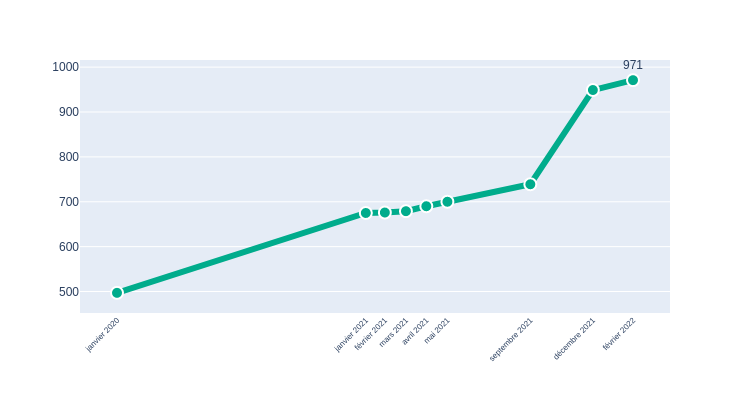 971
1000
900
800
700
600
500
janvier 2020
janvier 2021
février 2021
mars 2021
avril 2021
mai 2021
septembre 2021
décembre 2021
février 2022